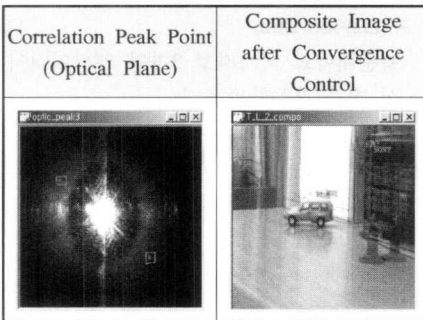 Correlation Peak Point
(Optical Plane)
Composite Image
after Convergence
Control
optic_peak3
T_L_2_compo